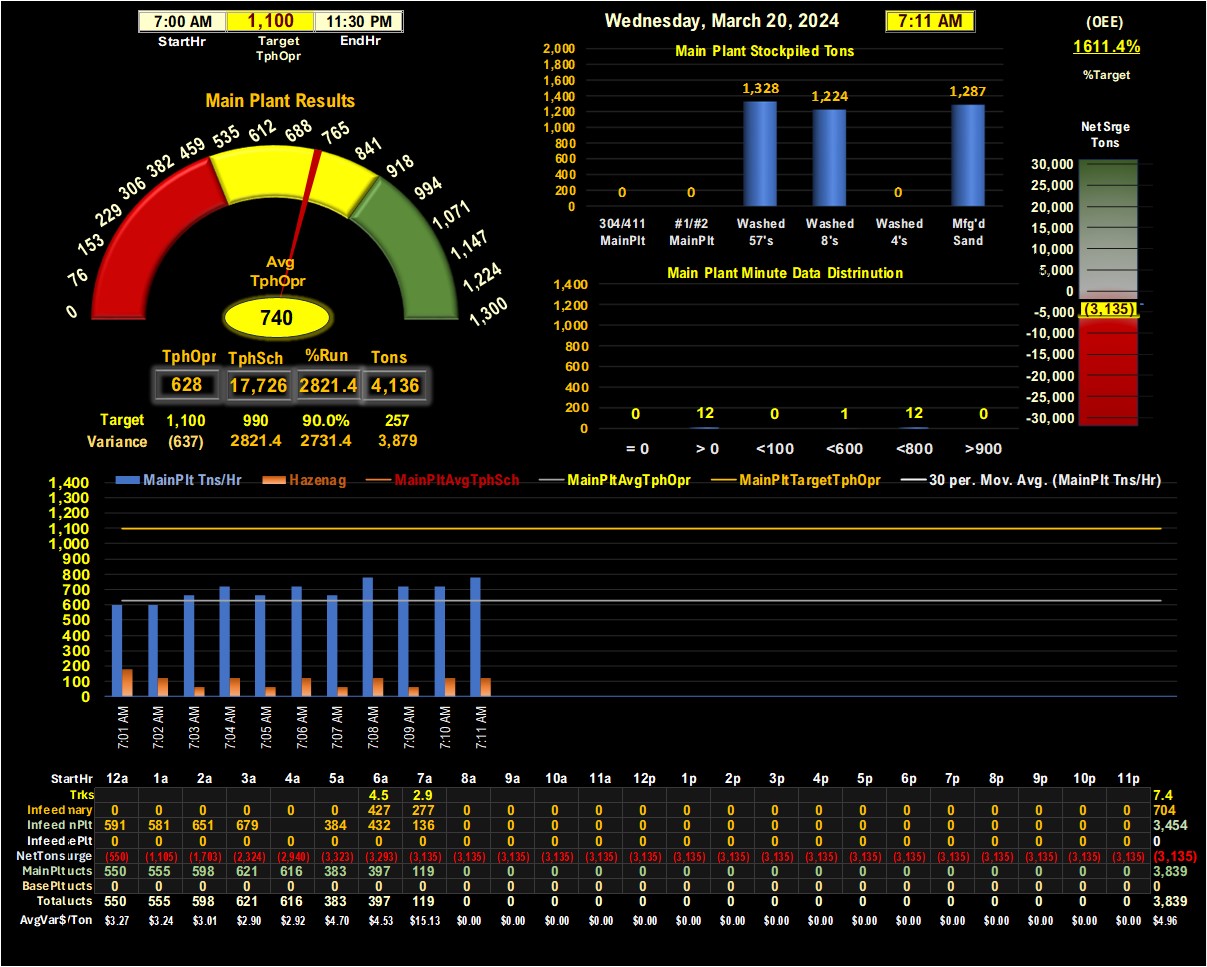 7:00 AM 1,100 11:30 PM
StartHr Target TphOpr EndHr
Wednesday, March 20, 2024 7:11 AM
(OEE)
1611.4%
%Target
Main Plant Results
0 76 153 229 306 382 459 535 612 688 765 841 918 994 1,071 1,147 1,224 1,300
Avg
TphOpr
740
TphOpr TphSch %Run Tons
628 17,726 2821.4 4,136
Target 1,100 990 90.0% 257
Variance (637) 2821.4 2731.4 3,879
Main Plant Stockpiled Tons
2,000
1,800
1,600
1,400
1,200
1,000
800
600
400
200
0
0 0 1,328 1,224 0 1,287
304/411 #1/#2 Washed Washed Washed Mfg'd
MainPlt MainPlt 57's 8's 4's Sand
Main Plant Minute Data Distrinution
1,400
1,200
1,000
800
600
400
200
0
0 12 0 1 12 0
= 0 > 0 <100 <600 <800 >900
Net Srge
Tons
30,000
25,000
20,000
15,000
10,000
5,000
0
-5,000
-10,000
-15,000
-20,000
-25,000
-30,000
(3,135)
MainPlt Tns/Hr Hazenag MainPltAvgTphSch MainPltAvgTphOpr MainPltTargetTphOpr 30 per. Mov. Avg. (MainPlt Tns/Hr)
1,400
1,300
1,200
1,100
1,000
900
800
700
600
500
400
300
200
100
0
7:01 AM 7:02 AM 7:03 AM 7:04 AM 7:05 AM 7:06 AM 7:07 AM 7:08 AM 7:09 AM 7:10 AM 7:11 AM
StartHr 12a 1a 2a 3a 4a 5a 6a 7a 8a 9a 10a 11a 12p 1p 2p 3p 4p 5p 6p 7p 8p 9p 10p 11p
Trks 4.5 2.9 7.4
Infeed nary 0 0 0 0 0 0 427 277 0 0 0 0 0 0 0 0 0 0 0 0 0 0 0 0 704
Infeed nPlt 591 581 651 679 384 432 136 0 0 0 0 0 0 0 0 0 0 0 0 0 0 0 0 3,454
Infeed ePlt 0 0 0 0 0 0 0 0 0 0 0 0 0 0 0 0 0 0 0 0 0 0 0 0 0
NetTons urge (550) (1,105) (1,703) (2,324) (2,940) (3,323) (3,293) (3,135) (3,135) (3,135) (3,135) (3,135) (3,135) (3,135) (3,135) (3,135) (3,135) (3,135) (3,135) (3,135) (3,135) (3,135) (3,135) (3,135) (3,135)
MainPlt ucts 550 555 598 621 616 383 397 119 0 0 0 0 0 0 0 0 0 0 0 0 0 0 0 0 3,839
BasePlt ucts 0 0 0 0 0 0 0 0 0 0 0 0 0 0 0 0 0 0 0 0 0 0 0 0 0
Total ucts 550 555 598 621 616 383 397 119 0 0 0 0 0 0 0 0 0 0 0 0 0 0 0 0 3,839
AvgVar$/Ton $3.27 $3.24 $3.01 $2.90 $2.92 $4.70 $4.53 $15.13 $0.00 $0.00 $0.00 $0.00 $0.00 $0.00 $0.00 $0.00 $0.00 $0.00 $0.00 $0.00 $0.00 $0.00 $0.00 $0.00 $4.96